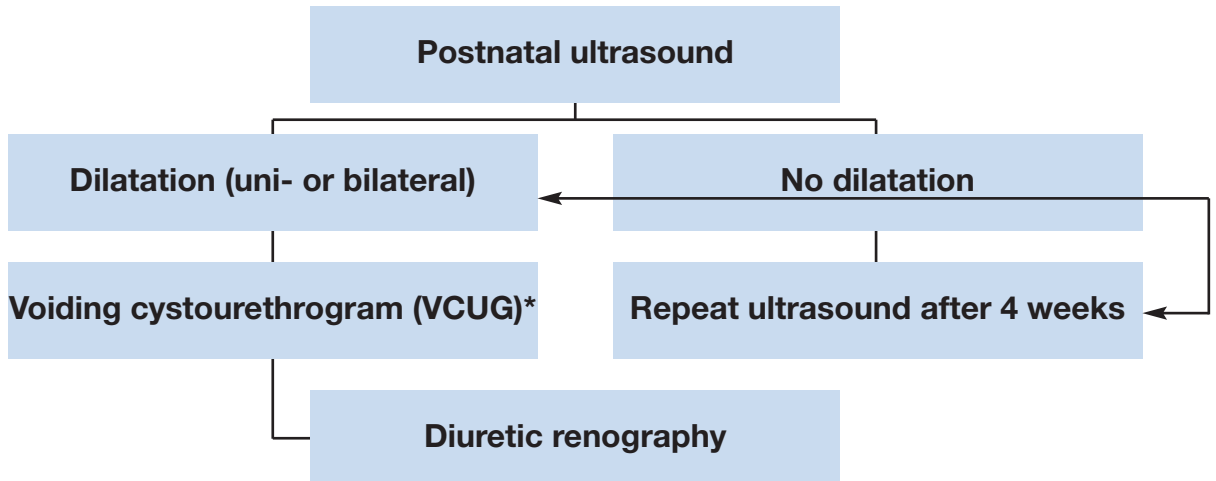 Postnatal ultrasound
Dilatation (uni- or bilateral)
No dilatation
Voiding cystourethrogram (VCUG)*
Repeat ultrasound after 4 weeks
Diuretic renography